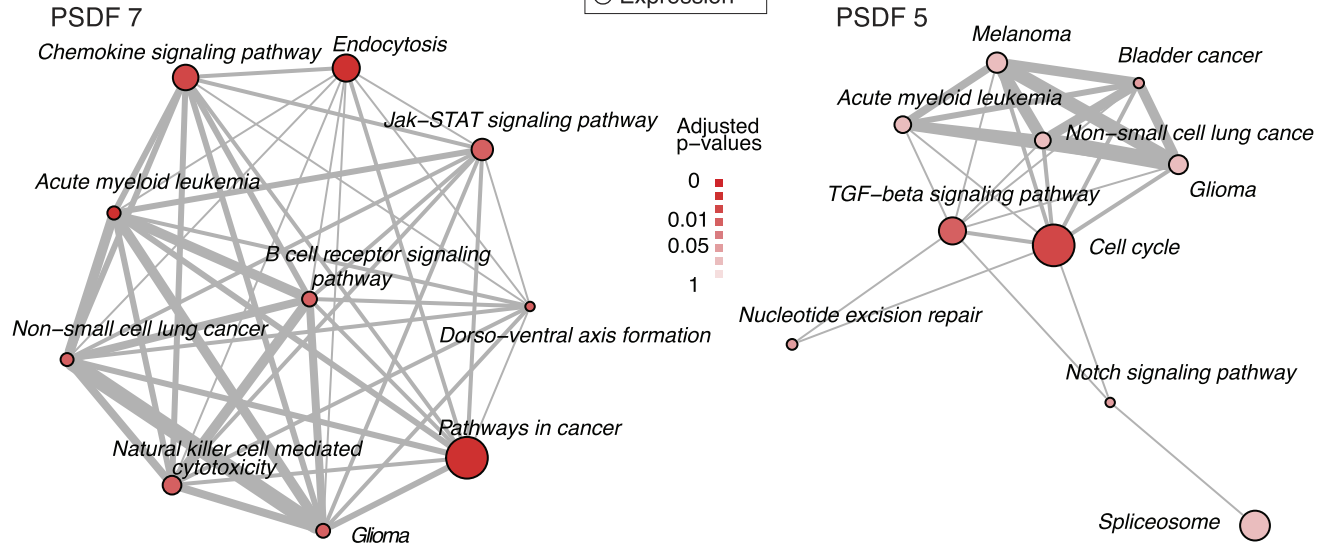 PSDF 7
Expression
PSDF 5
Chemokine signaling pathway
Endocytosis
Jak−STAT signaling pathway
Acute myeloid leukemia
B cell receptor signaling
pathway
Non−small cell lung cancer
Dorso−ventral axis formation
Pathways in cancer
Natural killer cell mediated
cytotoxicity
Glioma
Adjusted
p−values
0
0.01
0.05
1
Melanoma
Bladder cancer
Acute myeloid leukemia
Non−small cell lung cance
Glioma
TGF−beta signaling pathway
Cell cycle
Nucleotide excision repair
Notch signaling pathway
Spliceosome